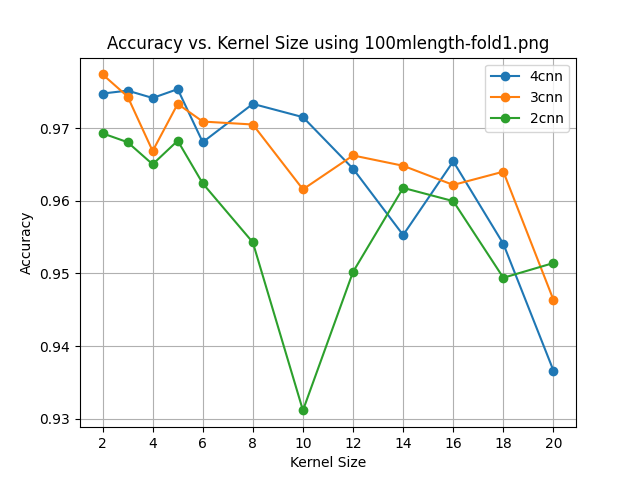 Accuracy vs. Kernel Size using 100mlength-fold1.png
4cnn
3cnn
2cnn
0.97
0.96
0.95
0.94
0.93
Accuracy
2 4 6 8 10 12 14 16 18 20
Kernel Size